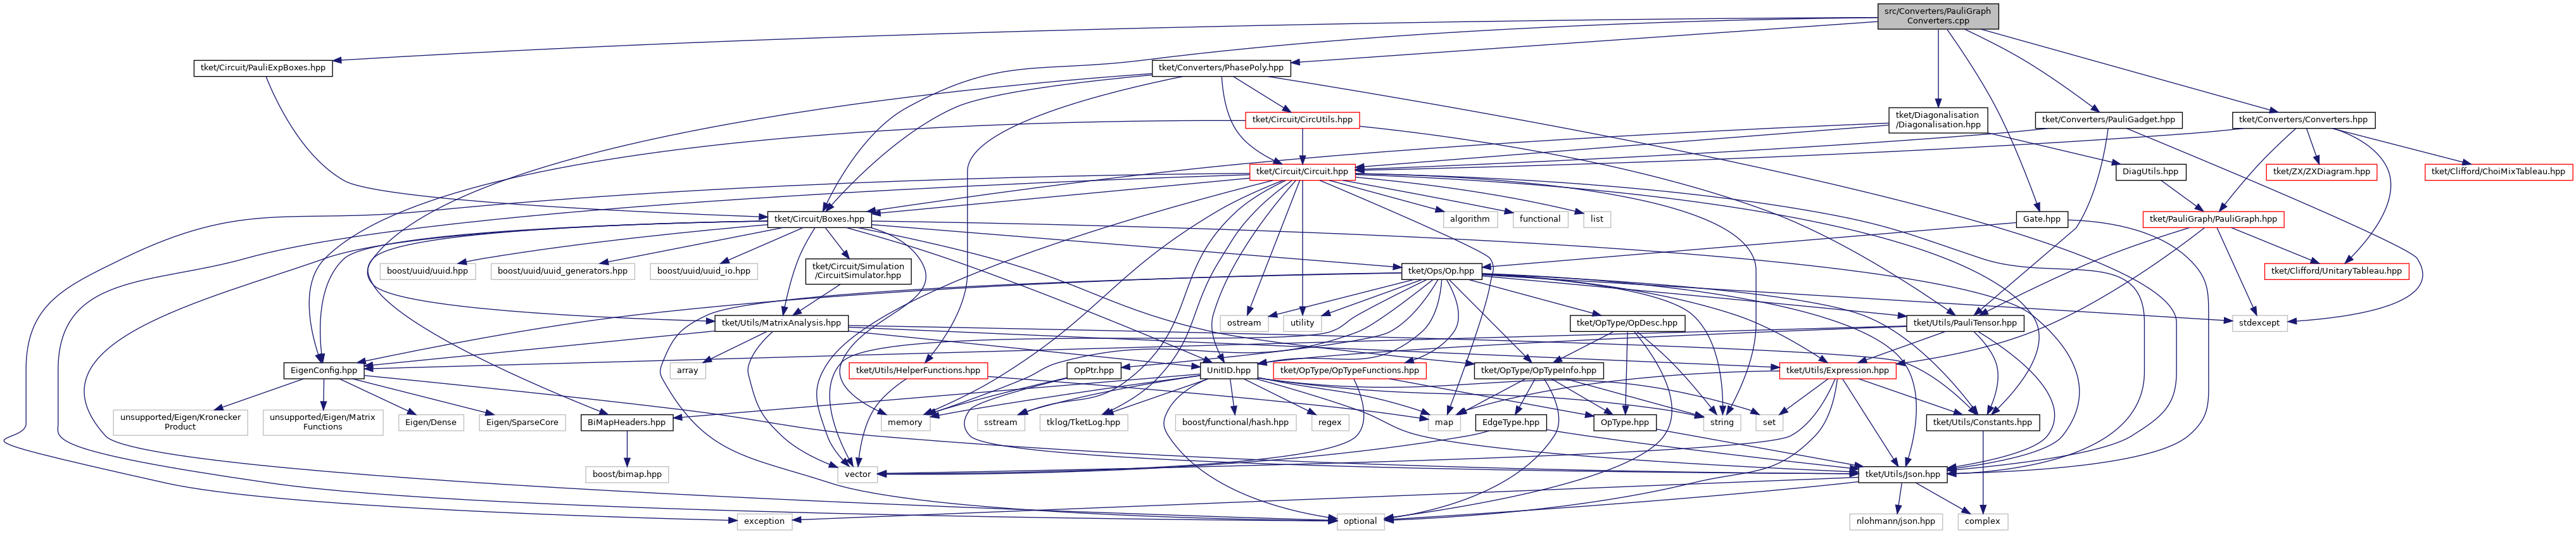 src/Converters/PauliGraph
Converters.cpp
tket/Circuit/PauliExpBoxes.hpp
tket/Converters/PhasePoly.hpp
tket/Circuit/CircUtils.hpp
tket/Diagonalisation
/Diagonalisation.hpp
tket/Converters/PauliGadget.hpp
tket/Converters/Converters.hpp
tket/Circuit/Circuit.hpp
DiagUtils.hpp
tket/ZX/ZXDiagram.hpp
tket/Clifford/ChoiMixTableau.hpp
tket/Circuit/Boxes.hpp
algorithm
functional
list
Gate.hpp
tket/PauliGraph/PauliGraph.hpp
boost/uuid/uuid.hpp
boost/uuid/uuid_generators.hpp
boost/uuid/uuid_io.hpp
tket/Circuit/Simulation
/CircuitSimulator.hpp
tket/Ops/Op.hpp
tket/Clifford/UnitaryTableau.hpp
tket/Utils/MatrixAnalysis.hpp
ostream
utility
tket/OpType/OpDesc.hpp
tket/Utils/PauliTensor.hpp
stdexcept
EigenConfig.hpp
array
tket/Utils/HelperFunctions.hpp
OpPtr.hpp
UnitID.hpp
tket/OpType/OpTypeFunctions.hpp
tket/OpType/OpTypeInfo.hpp
tket/Utils/Expression.hpp
unsupported/Eigen/Kronecker
Product
unsupported/Eigen/Matrix
Functions
Eigen/Dense
Eigen/SparseCore
BiMapHeaders.hpp
memory
sstream
tklog/TketLog.hpp
boost/functional/hash.hpp
regex
map
EdgeType.hpp
OpType.hpp
string
set
tket/Utils/Constants.hpp
boost/bimap.hpp
vector
tket/Utils/Json.hpp
exception
optional
nlohmann/json.hpp
complex